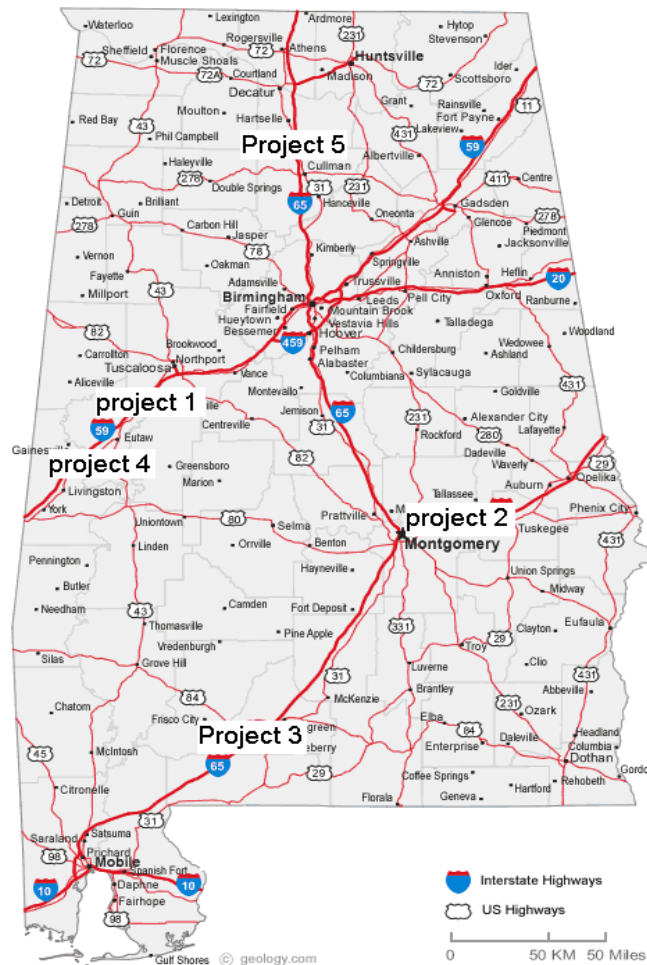 Waterloo
Lexington
Ardmore
231
Hytop
Stevenson
Rogersville
Florence
72
Athens
Huntsville
Sheffield
Muscle Shoals
72
72A
Courtland
Madison
72
Scottsboro
Ider
Decatur
Moulton
Grant
Rainsville
11
Red Bay
43
Hartselle
Fort Payne
Phil Campbell
431
Lakeview
59
Project 5
Albertville
Haleyville
Cullman
278
31
231
411
Centre
Double Springs
Detroit
Brilliant
65
Hanceville
Gadsden
Guin
Oneonta
278
278
Carbon Hill
Glencoe
Piedmont
Jasper
Jacksonville
78
Kimberly
Ashville
Vernon
Oakman
Springville
Fayette
Anniston
Heflin
20
Millport
43
Adamsville
Trussville
Birmingham
Leeds
Pell City
Oxford
Ranburne
Fairfield
Mountain Brook
Hueytown
Vestavia Hills
Talladega
82
Bessemer
Hoover
Woodland
Brookwood
459
Pelham
Wedowee
Carrollton
Northport
Childersburg
Ashland
Tuscaloosa
Alabaster
Vance
Columbiana
Sylacauga
Aliceville
Montevallo
431
Goldville
project 1
ville
Jemison
65
231
Alexander City
59
Centreville
31
Lafayette
Eutaw
Rockford
280
Gainesv
Dadeville
project 4
82
Waverly
29
Greensboro
Marion
Auburn
Opelika
Livingston
Tallassee
York
Prattville
M
project 2
Phenix City
Uniontown
80
Selma
Tuskegee
Linden
Orrville
Benton
Montgomery
431
Pennington
Hayneville
Union Springs
Butler
Midway
Needham
43
Camden
Fort Deposit
Thomasville
331
Eufaula
Vredenburgh
Pine Apple
29
Clayton
Silas
Troy
Grove Hill
31
Luverne
Clio
431
84
McKenzie
Brantley
Abbeville
Chatom
Frisco City
231
Ozark
Project 3
green
Elba
84
Headland
45
McIntosh
65
beberry
Enterprise
Daleville
Columbia
29
Dothan
Citronelle
Coffee Springs
Gordo
Hartford
Rehobeth
31
Florala
Geneva
Saraland
Satsuma
98
Prichard
Mobile
Spanish Fort
Interstate Highways
10
Daphne
10
Fairhope
US Highways
98
0
50 KM
50 Miles
Gulf Shores
© geology.com